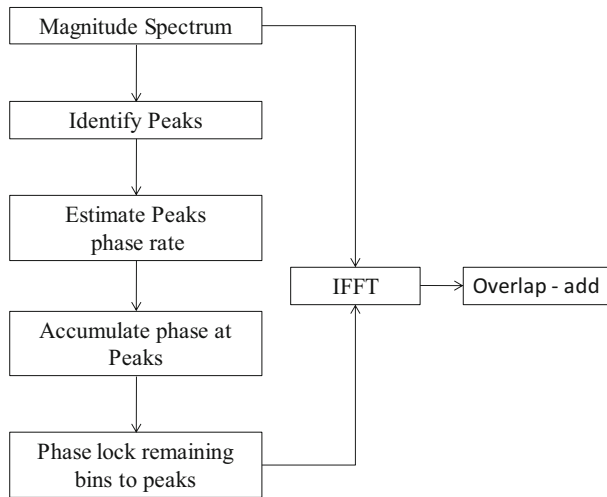 Magnitude Spectrum
Identify Peaks
Estimate Peaks
phase rate
Accumulate phase at
Peaks
Phase lock remaining
bins to peaks
IFFT
Overlap - add